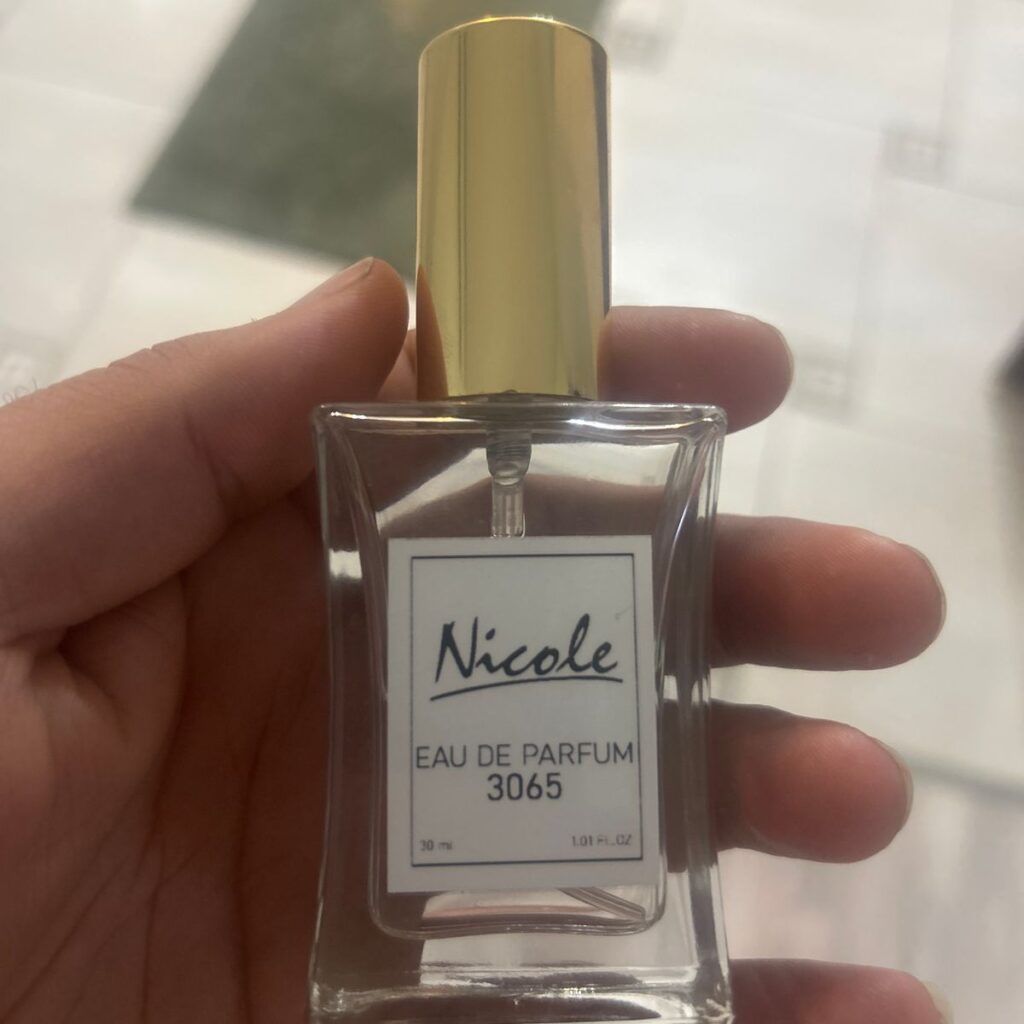 Nicole
EAU DE PARFUM
3065
30 ml 1.01 FL.OZ